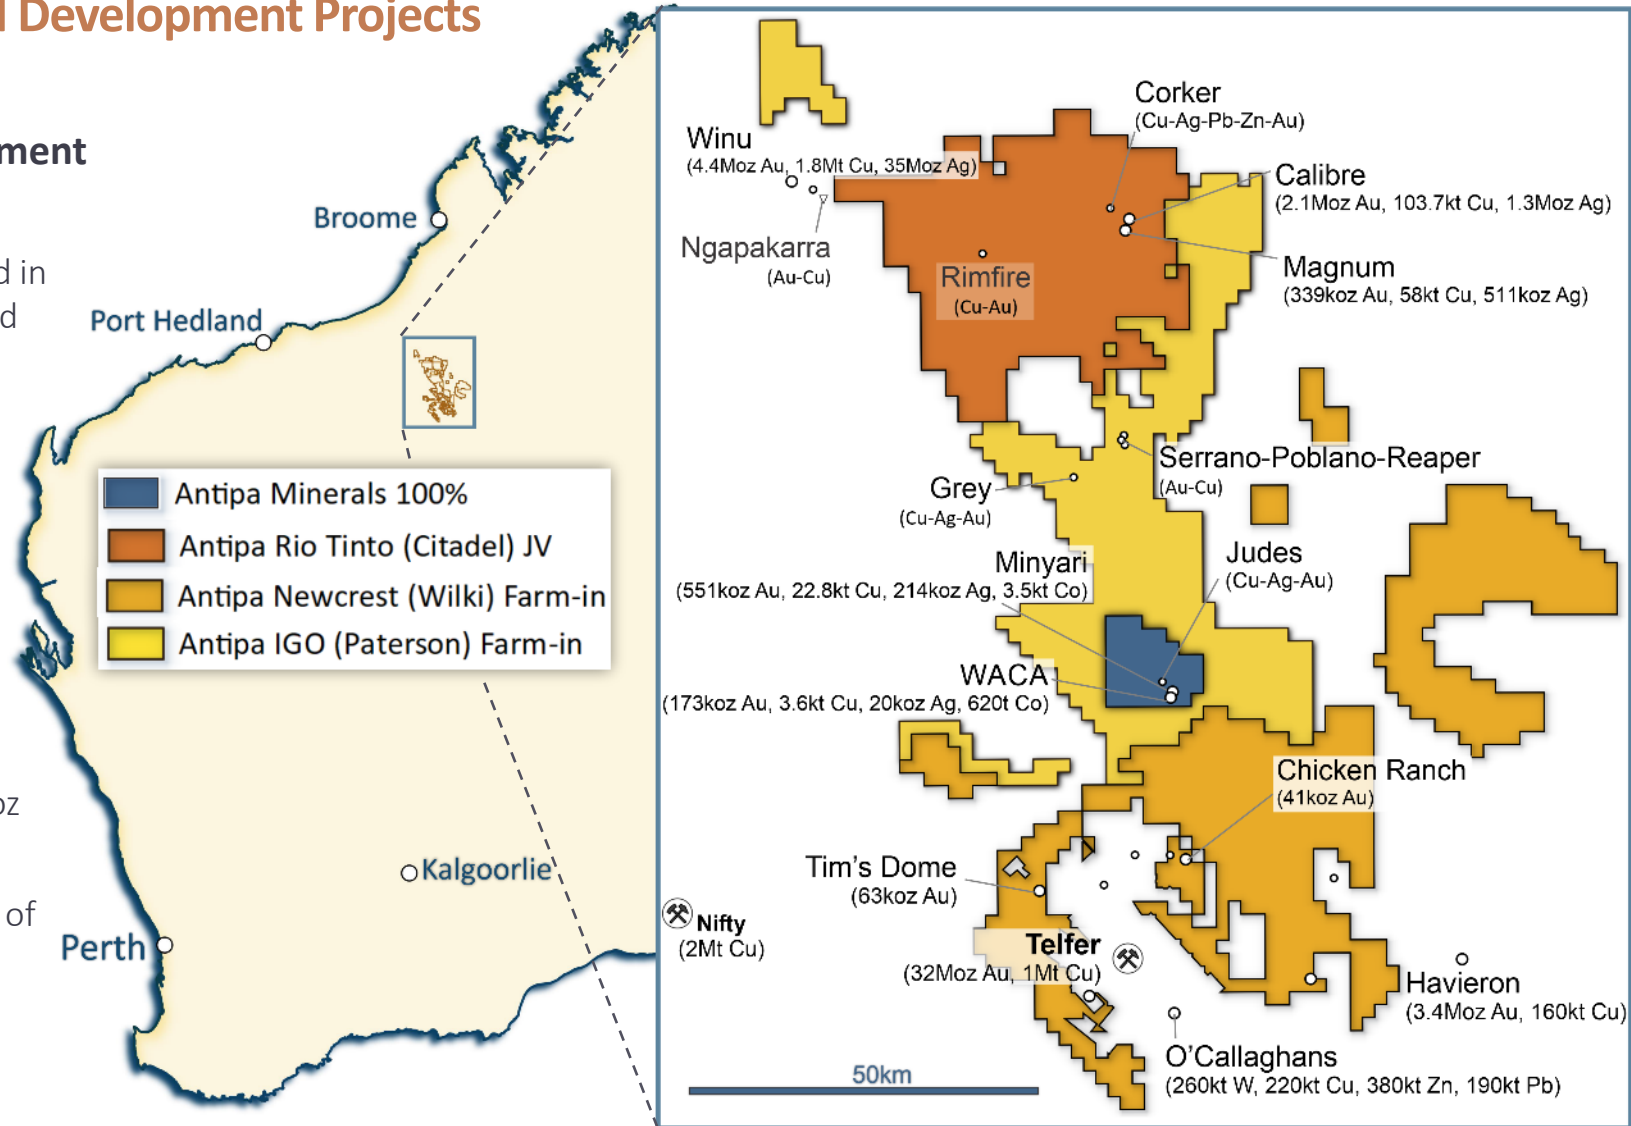 l Development Projects
ment
d in
d
oz
of
Broome
Port Hedland
Kalgoorlie
Perth
Antipa Minerals 100%
Antipa Rio Tinto (Citadel) JV
Antipa Newcrest (Wilki) Farm-in
Antipa IGO (Paterson) Farm-in
Corker
(Cu-Ag-Pb-Zn-Au)
Winu
(4.4Moz Au, 1.8Mt Cu, 35Moz Ag)
Calibre
(2.1Moz Au, 103.7kt Cu, 1.3Moz Ag)
Ngapakarra
(Au-Cu)
Rimfire
(Cu-Au)
Magnum
(339koz Au, 58kt Cu, 511koz Ag)
Serrano-Poblano-Reaper
(Au-Cu)
Grey
(Cu-Ag-Au)
Judes
(Cu-Ag-Au)
Minyari
(551koz Au, 22.8kt Cu, 214koz Ag, 3.5kt Co)
WACA
(173koz Au, 3.6kt Cu, 20koz Ag, 620t Co)
Chicken Ranch
(41koz Au)
Tim's Dome
(63koz Au)
Nifty
(2Mt Cu)
Telfer
(32Moz Au, 1Mt Cu)
Havieron
(3.4Moz Au, 160kt Cu)
O'Callaghans
(260kt W, 220kt Cu, 380kt Zn, 190kt Pb)
50km